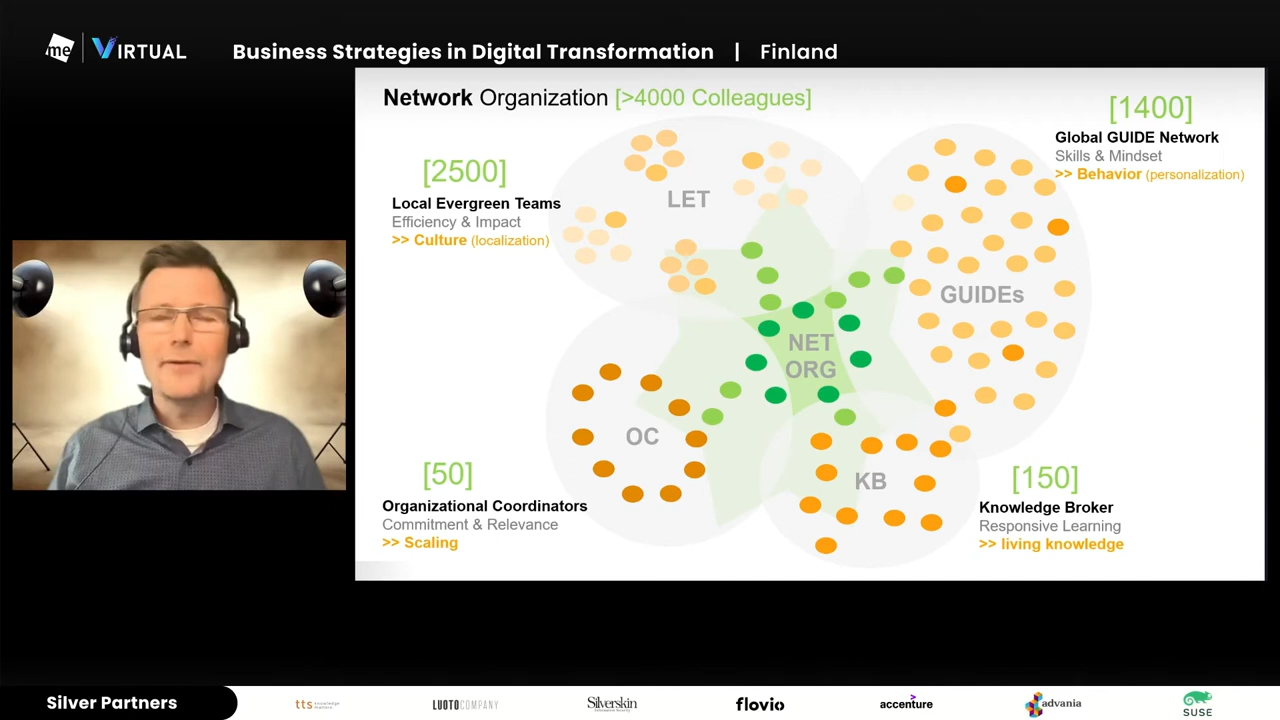 me VIRTUAL
Business Strategies in Digital Transformation | Finland
Network Organization [>4000 Colleagues]
[1400]
Global GUIDE Network
Skills & Mindset
>> Behavior (personalization)
[2500]
Local Evergreen Teams
Efficiency & Impact
>> Culture (localization)
LET
GUIDEs
NET
ORG
OC
KB
[50]
Organizational Coordinators
Commitment & Relevance
>> Scaling
[150]
Knowledge Broker
Responsive Learning
>> living knowledge
Silver Partners
tts knowledge matters
LUOTO COMPANY
Silverskin
flovio
accenture
advania
SUSE